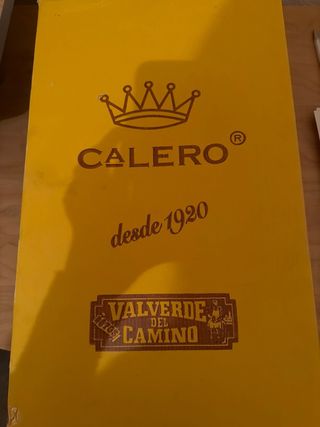 CALERO ®
desde 1920
VALVERDE
DEL
CAMINO